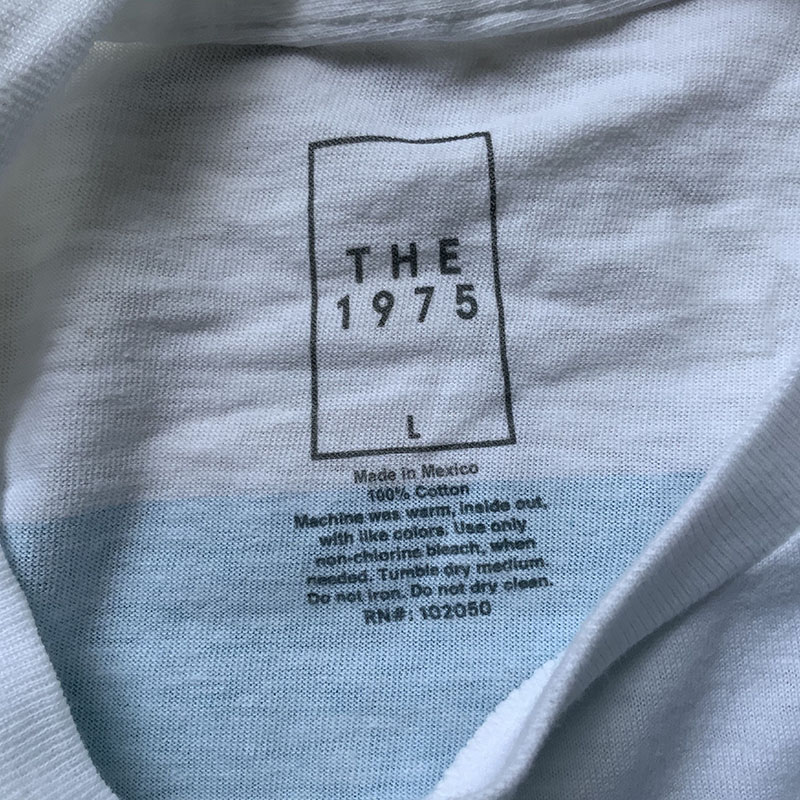 THE
1975
L
Made in Mexico
100% Cotton
Machine was warm, inside out,
with like colors. Use only
non-chlorine bleach, when
needed. Tumble dry medium.
Do not iron. Do not dry clean.
RN#: 102050